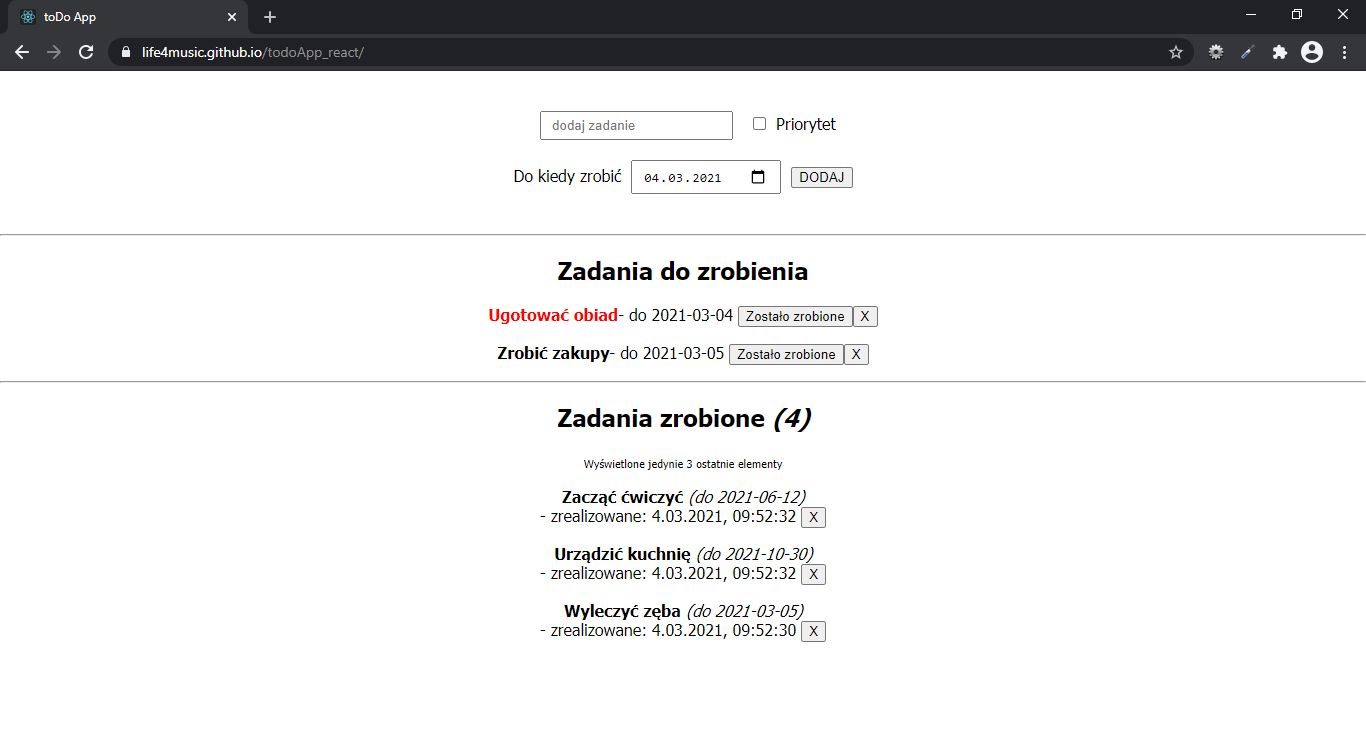 toDo App
life4music.github.io/todoApp_react/
dodaj zadanie Priorytet
Do kiedy zrobić 04.03.2021 DODAJ
Zadania do zrobienia
Ugotować obiad- do 2021-03-04 Zostało zrobione X
Zrobić zakupy- do 2021-03-05 Zostało zrobione X
Zadania zrobione (4)
Wyświetlone jedynie 3 ostatnie elementy
Zacząć ćwiczyć (do 2021-06-12)
- zrealizowane: 4.03.2021, 09:52:32 X
Urządzić kuchnię (do 2021-10-30)
- zrealizowane: 4.03.2021, 09:52:32 X
Wyleczyć zęba (do 2021-03-05)
- zrealizowane: 4.03.2021, 09:52:30 X